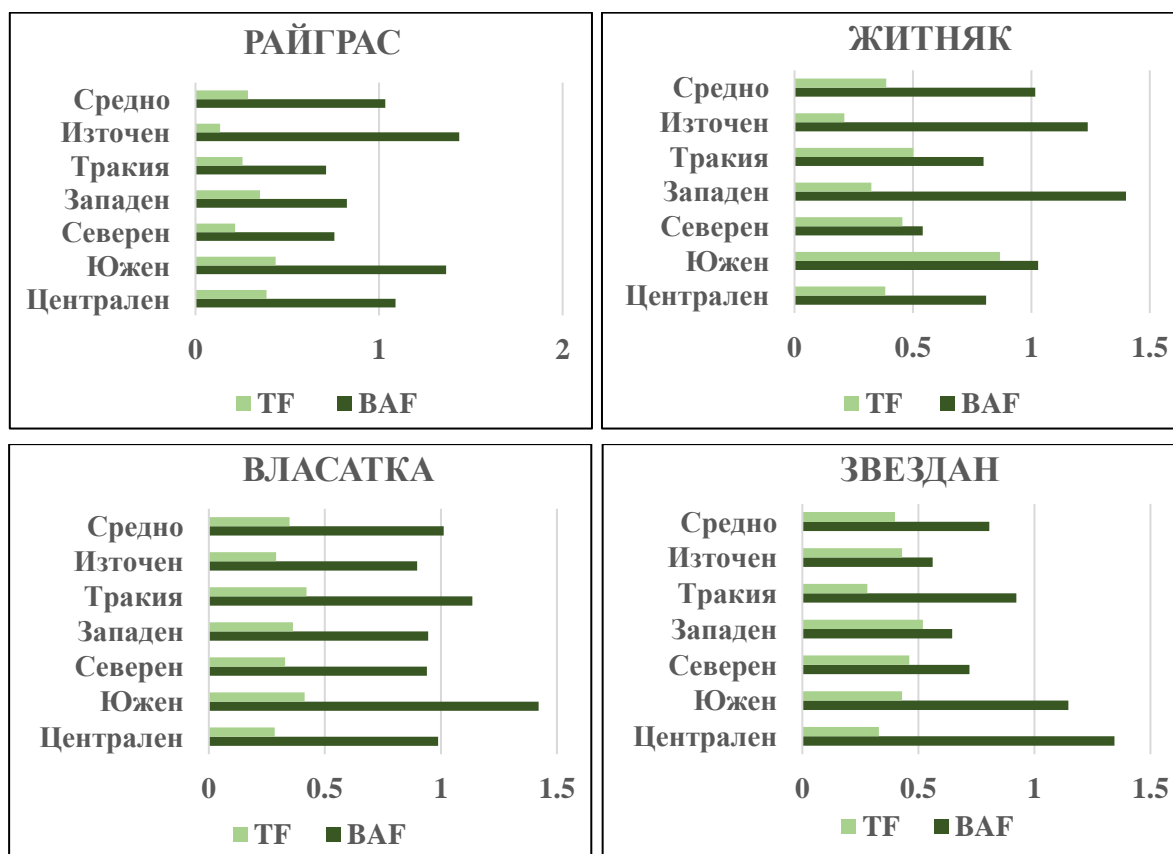 РАЙГРАС
Средно
Източен
Тракия
Западен
Северен
Южен
Централен
0 1 2
TF BAF
ЖИТНЯК
Средно
Източен
Тракия
Западен
Северен
Южен
Централен
0 0.5 1 1.5
TF BAF
ВЛАСАТКА
Средно
Източен
Тракия
Западен
Северен
Южен
Централен
0 0.5 1 1.5
TF BAF
ЗВЕЗДАН
Средно
Източен
Тракия
Западен
Северен
Южен
Централен
0 0.5 1 1.5
TF BAF